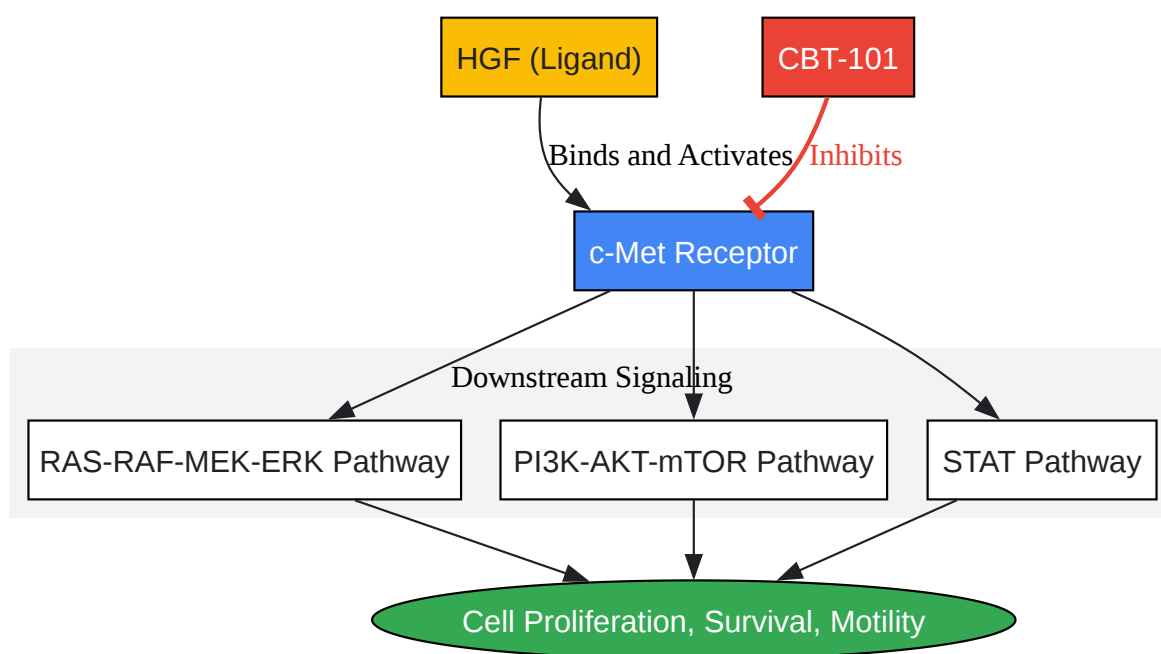 HGF (Ligand)
CBT-101
Binds and Activates
Inhibits
c-Met Receptor
Downstream Signaling
RAS-RAF-MEK-ERK Pathway
PI3K-AKT-mTOR Pathway
STAT Pathway
Cell Proliferation, Survival, Motility